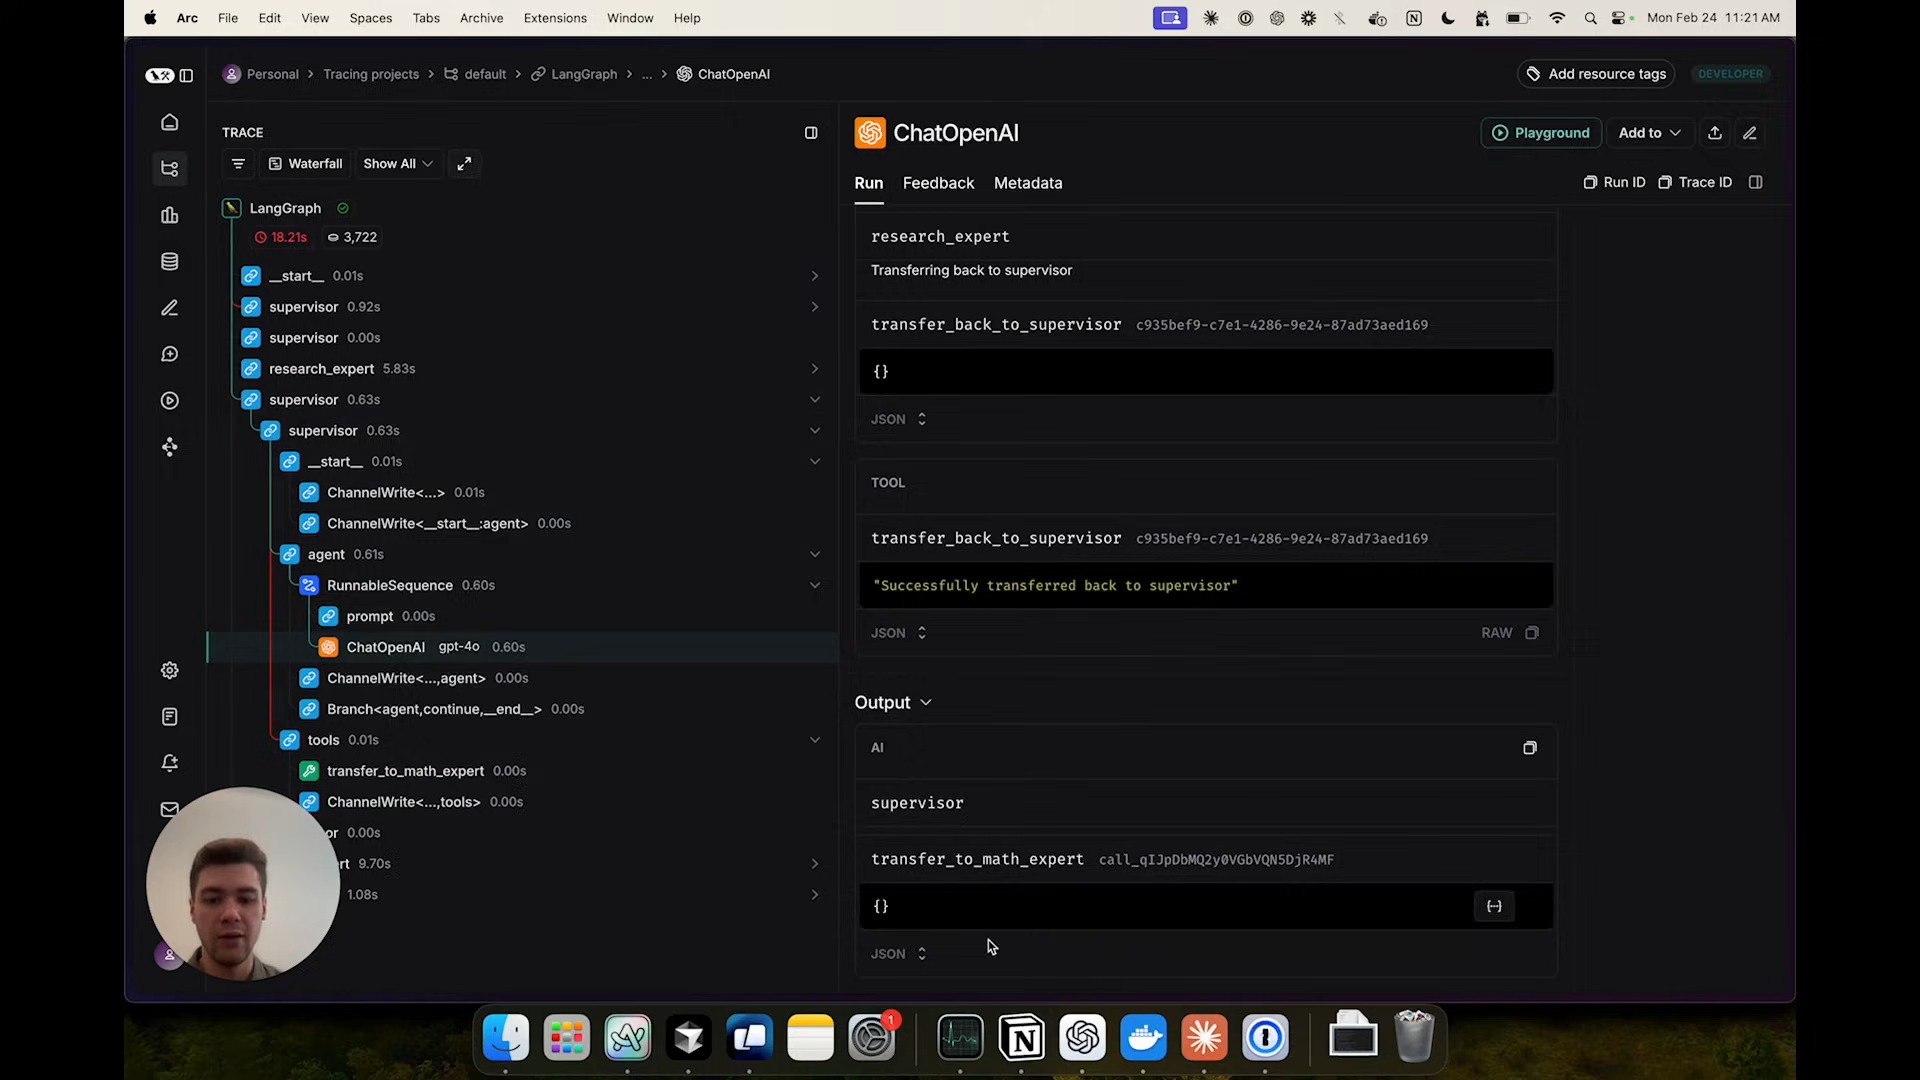 Arc File Edit View Spaces Tabs Archive Extensions Window Help
Mon Feb 24 11:21 AM
Personal > Tracing projects > default > LangGraph > ... > ChatOpenAI
Add resource tags
DEVELOPER
TRACE
Waterfall
Show All
LangGraph
18.21s 3,722
__start__ 0.01s
supervisor 0.92s
supervisor 0.00s
research_expert 5.83s
supervisor 0.63s
supervisor 0.63s
__start__ 0.01s
ChannelWrite<...> 0.01s
ChannelWrite<__start__:agent> 0.00s
agent 0.61s
RunnableSequence 0.60s
prompt 0.00s
ChatOpenAI gpt-4o 0.60s
ChannelWrite<...,agent> 0.00s
Branch<agent,continue,__end__> 0.00s
tools 0.01s
transfer_to_math_expert 0.00s
ChannelWrite<...,tools> 0.00s
or 0.00s
rt 9.70s
1.08s
ChatOpenAI
Playground
Add to
Run Feedback Metadata
Run ID Trace ID
research_expert
Transferring back to supervisor
transfer_back_to_supervisor c935bef9-c7e1-4286-9e24-87ad73aed169
{}
JSON
TOOL
transfer_back_to_supervisor c935bef9-c7e1-4286-9e24-87ad73aed169
"Successfully transferred back to supervisor"
JSON
RAW
Output
AI
supervisor
transfer_to_math_expert call_qIJpDbMQ2y0VGbVQN5DjR4MF
{}
JSON
1